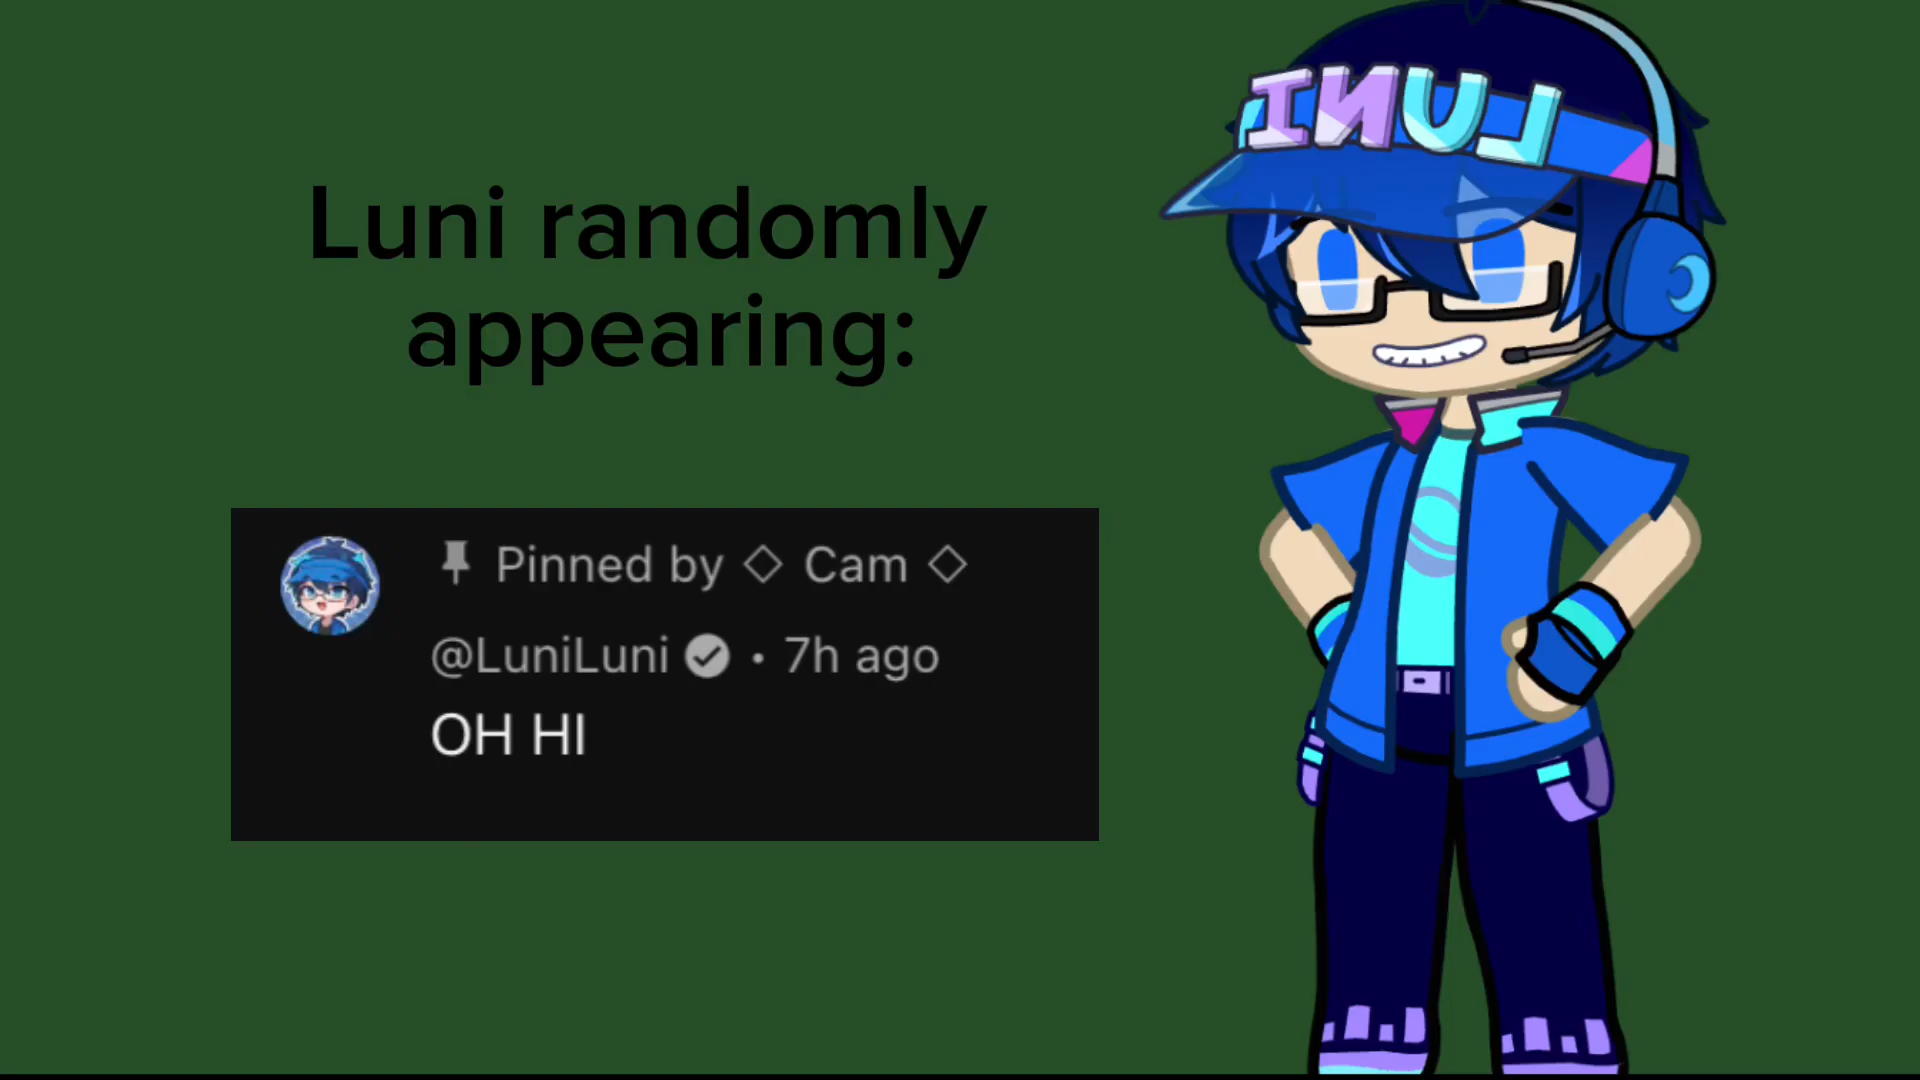 Luni randomly
appearing:
Pinned by ◇ Cam ◇
@LuniLuni • 7h ago
OH HI
LUNI